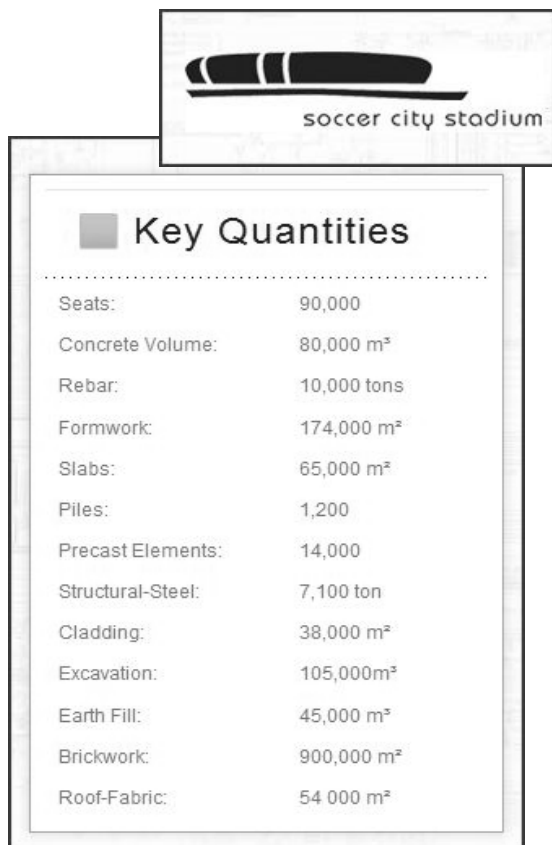 soccer city stadium
Key Quantities
Seats: 90,000
Concrete Volume: 80,000 m³
Rebar: 10,000 tons
Formwork: 174,000 m²
Slabs: 65,000 m²
Piles: 1,200
Precast Elements: 14,000
Structural-Steel: 7,100 ton
Cladding: 38,000 m²
Excavation: 105,000m³
Earth Fill: 45,000 m³
Brickwork: 900,000 m²
Roof-Fabric: 54 000 m²